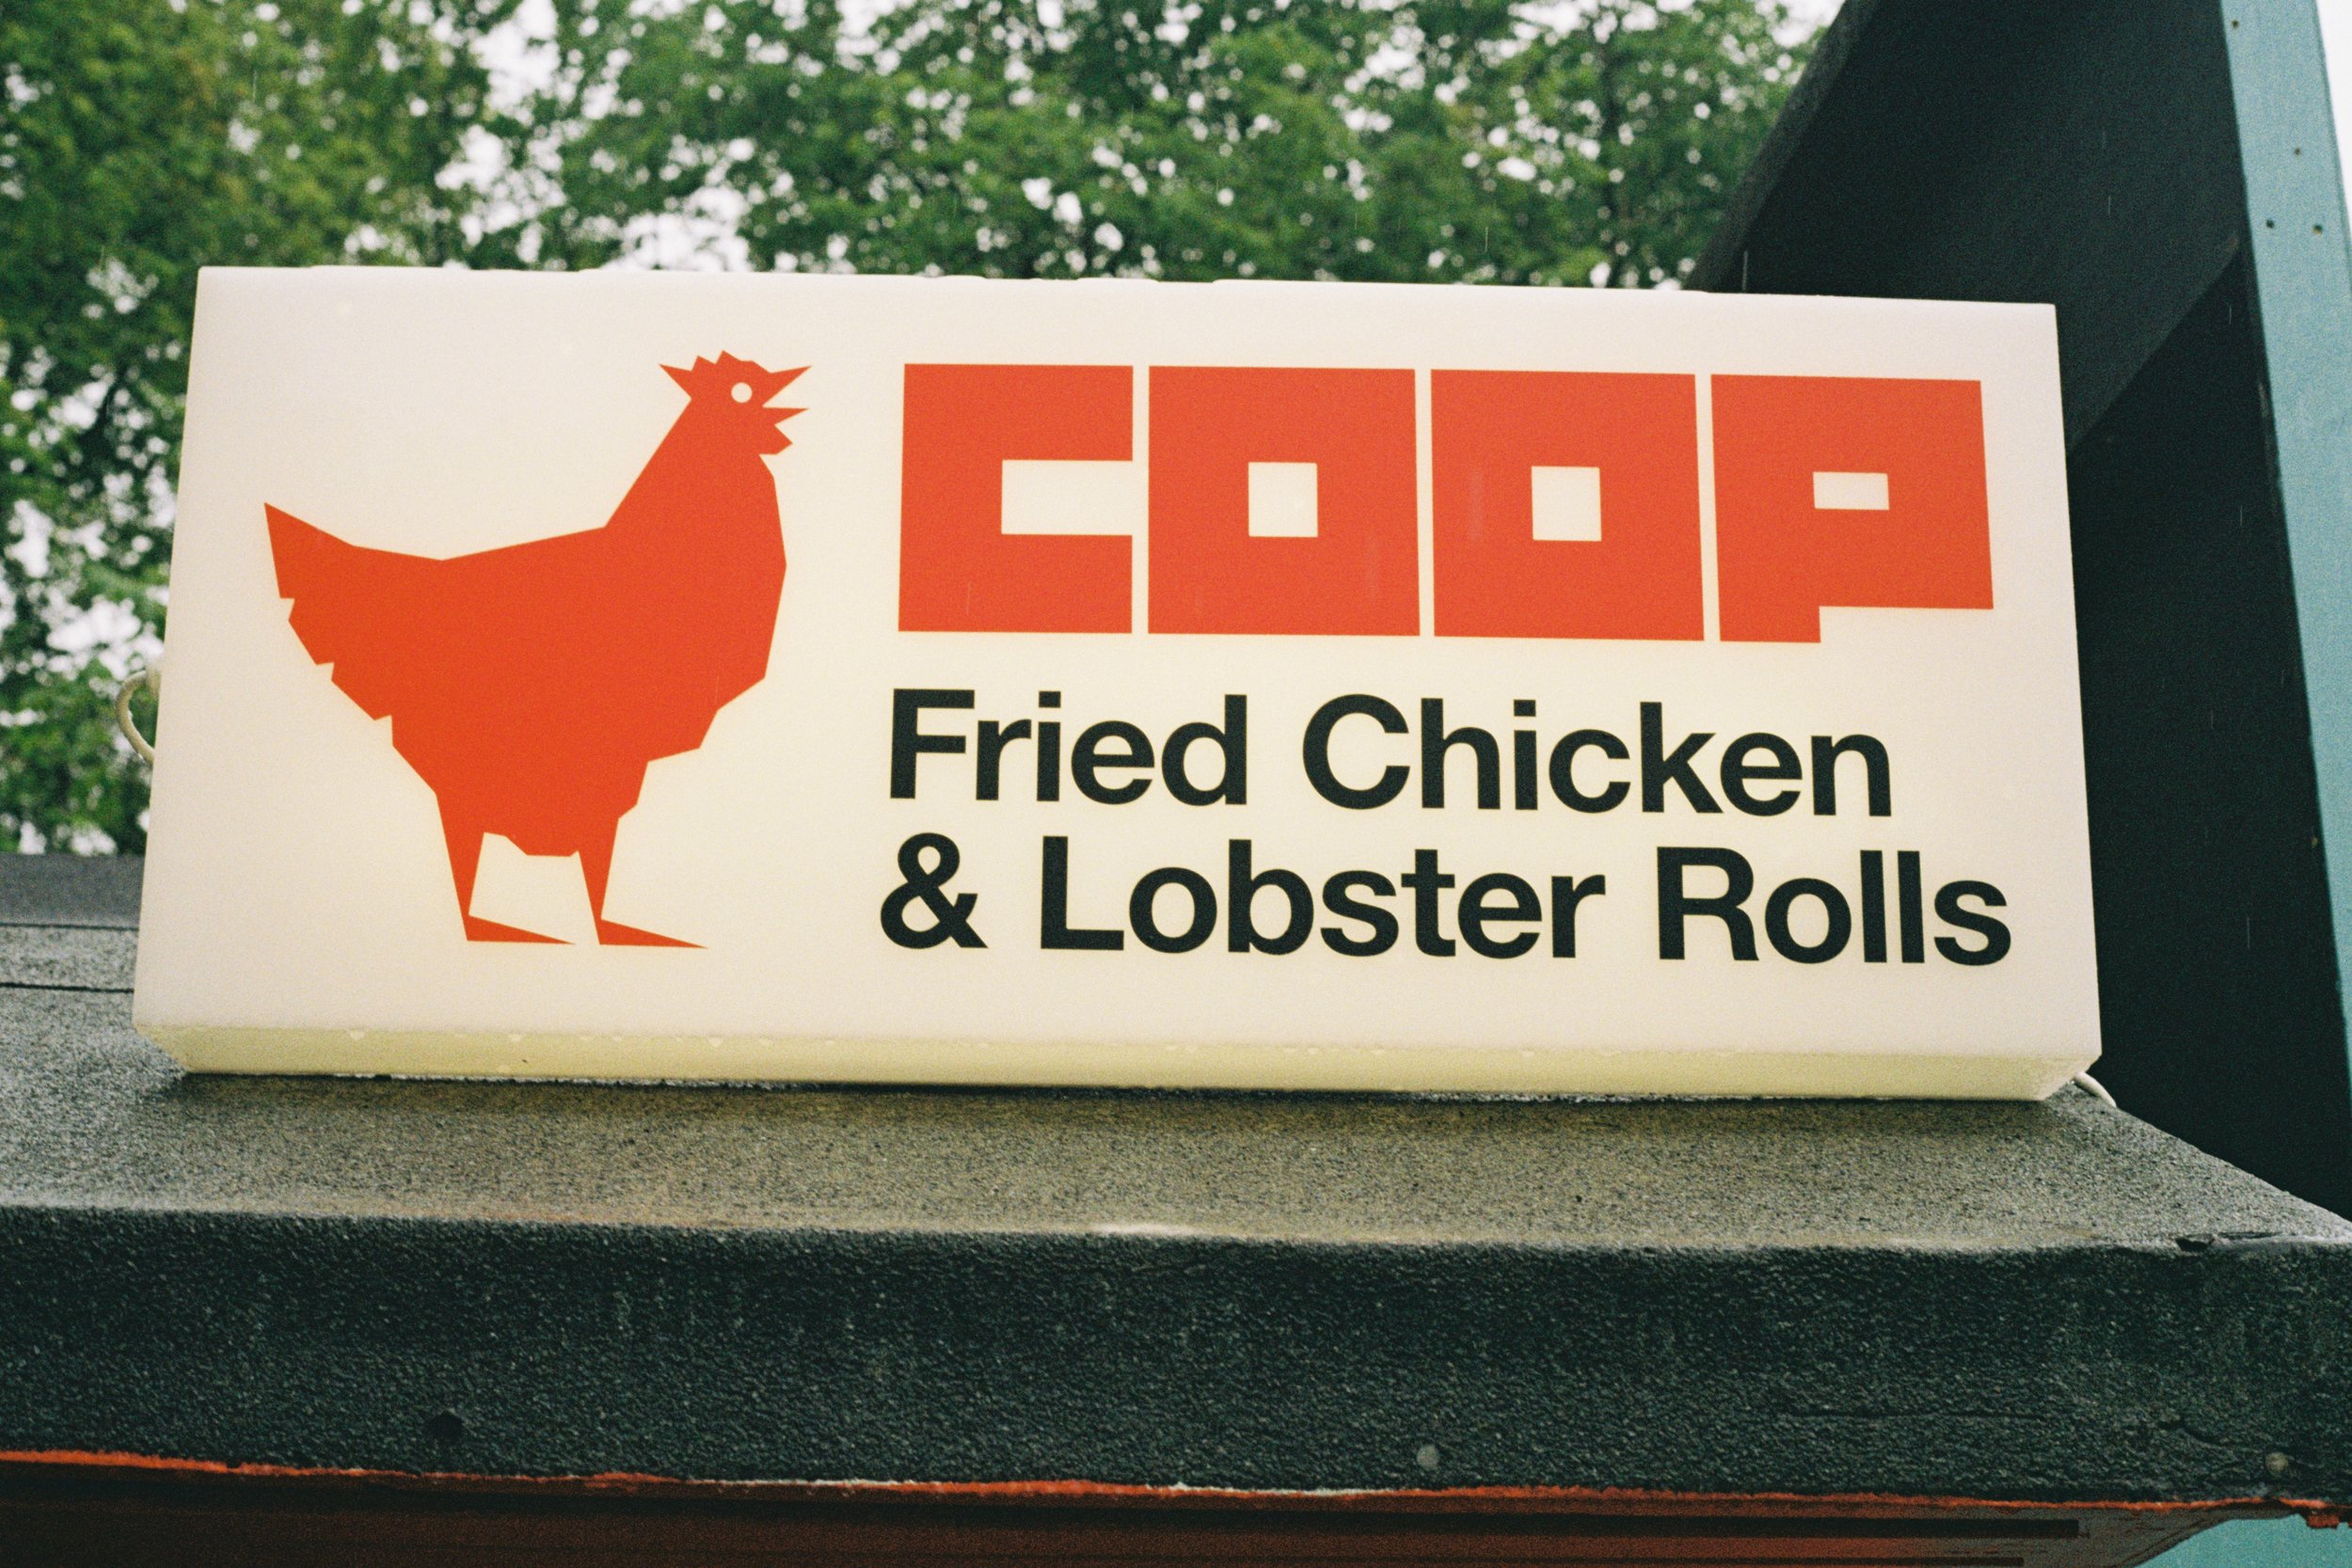 COOP
Fried Chicken
& Lobster Rolls